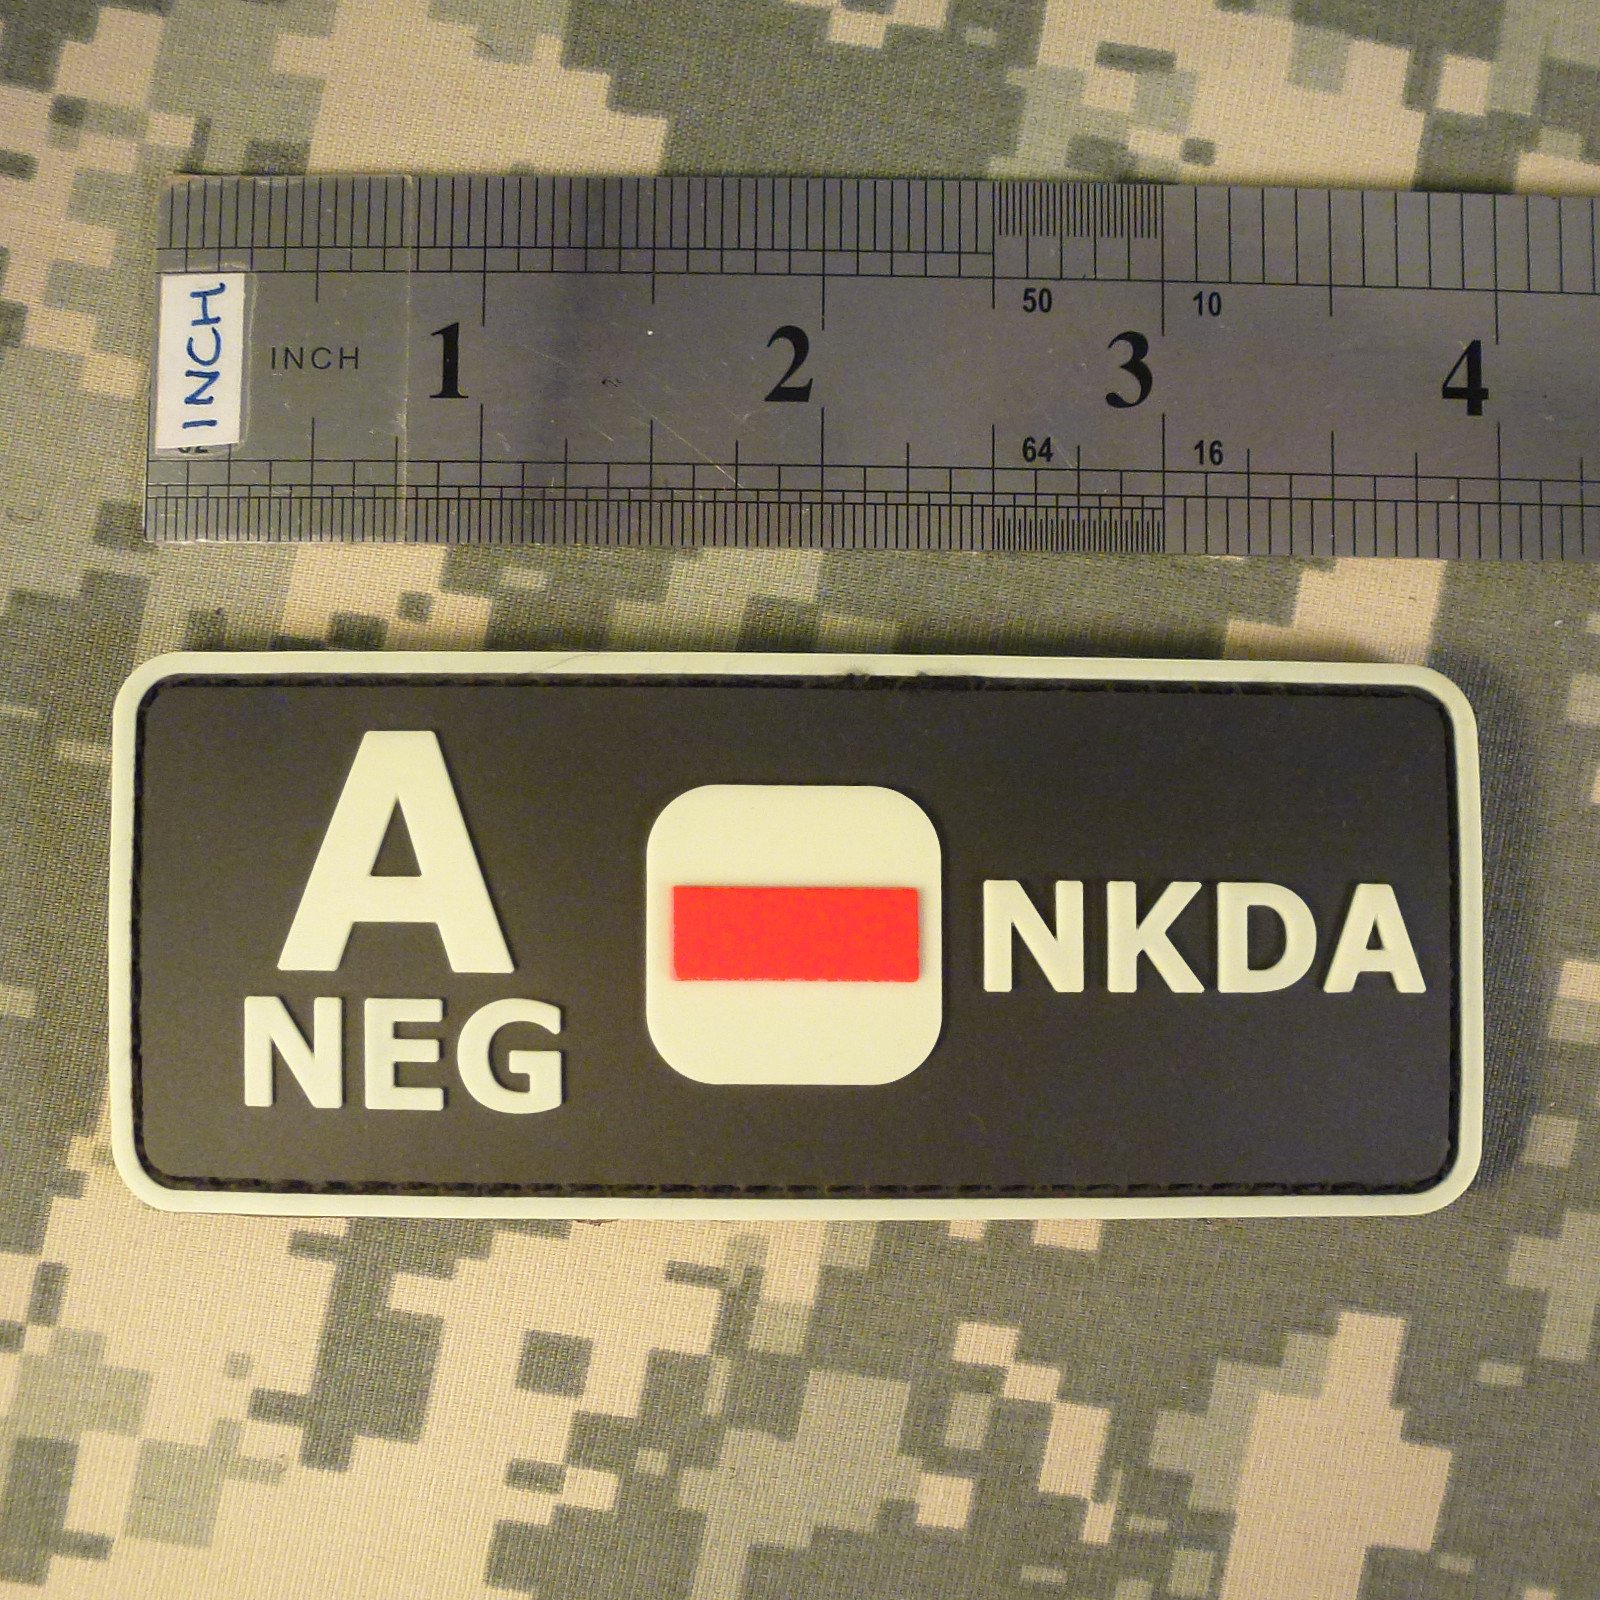 50 10
INCH INCH 1 2 3 4
64 16
A
NEG
NKDA